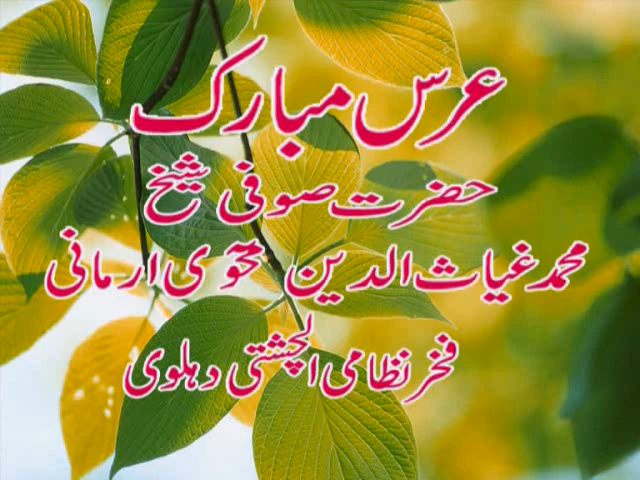 عرس مبارک
حضرت صوفی شیخ
محمد غیاث الدین نحوی ارمانی
فخر نظامی الچشتی دہلوی